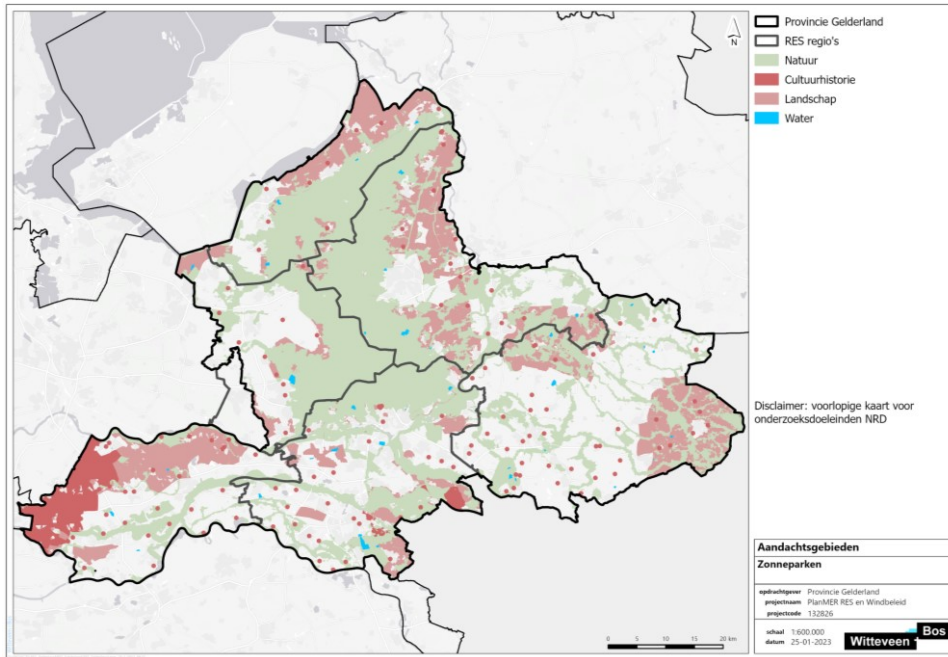 Provincie Gelderland
RES regio's
Natuur
Cultuurhistorie
Landschap
Water
N
Disclaimer: voorlopige kaart voor
onderzoeksdoeleinden NRD
Aandachtsgebieden
Zonneparken
opdrachtgever Provincie Gelderland
projectnaam PlanMER RES en Windbeleid
projectcode 132826
schaal 1:600.000
datum 25-01-2023
Witteveen + Bos
0 5 10 20 km